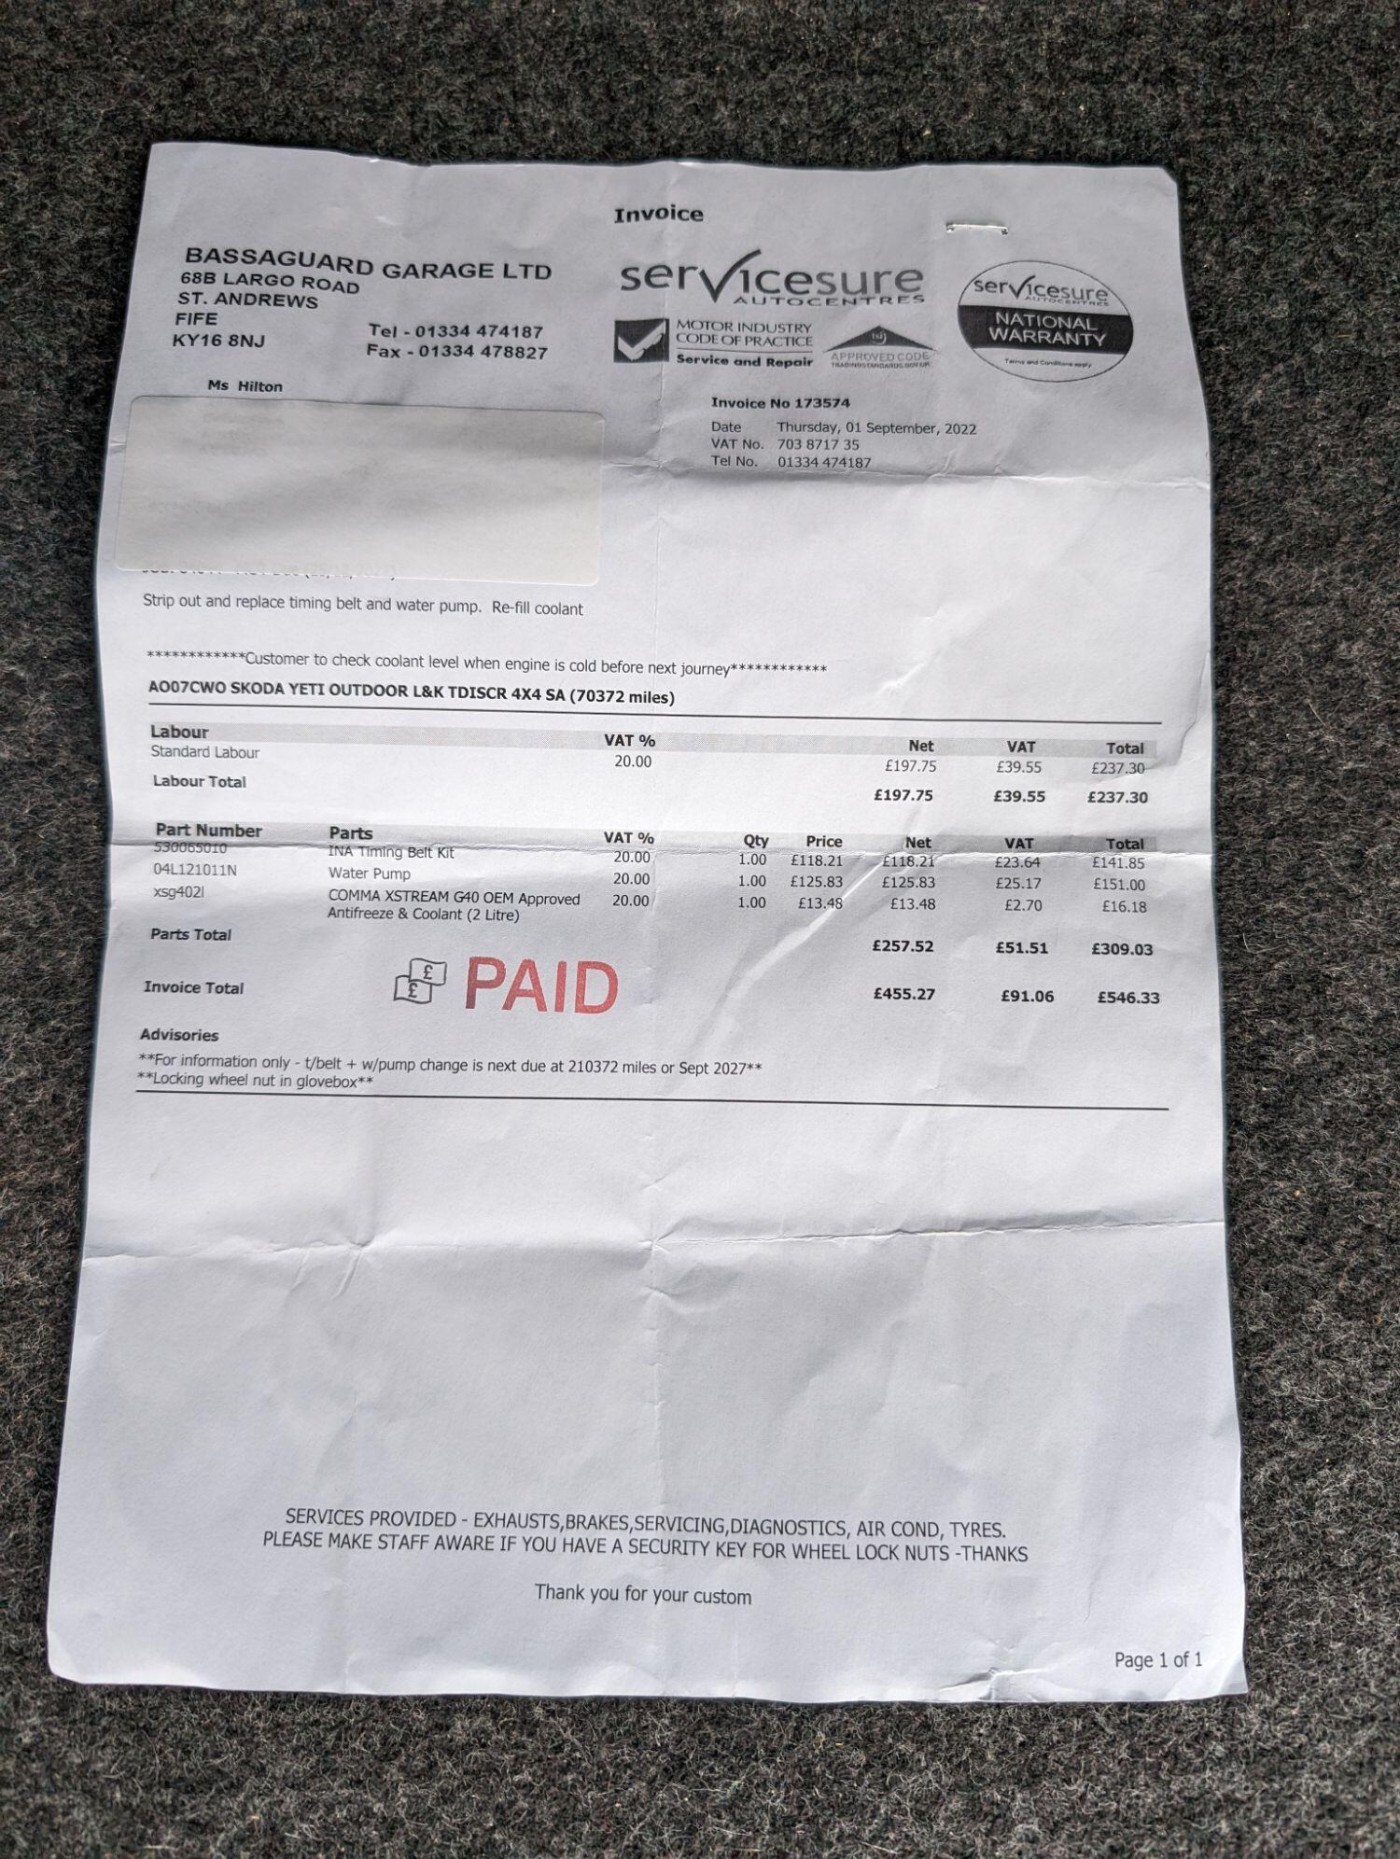 Invoice
BASSAGUARD GARAGE LTD
68B LARGO ROAD
ST. ANDREWS
FIFE
KY16 8NJ
Tel - 01334 474187
Fax - 01334 478827
servicesure
AUTOCENTRES
MOTOR INDUSTRY
CODE OF PRACTICE
Service and Repair
APPROVED CODE
TRADINGSTANDARDS.GOV.UK
servicesure
AUTOCENTRES
NATIONAL
WARRANTY
Terms and Conditions apply
Ms Hilton
Invoice No 173574
Date Thursday, 01 September, 2022
VAT No. 703 8717 35
Tel No. 01334 474187
Strip out and replace timing belt and water pump. Re-fill coolant
************Customer to check coolant level when engine is cold before next journey************
AO07CWO SKODA YETI OUTDOOR L&K TDISCR 4X4 SA (70372 miles)
Labour VAT % Net VAT Total
Standard Labour 20.00 £197.75 £39.55 £237.30
Labour Total £197.75 £39.55 £237.30
Part Number Parts VAT % Qty Price Net VAT Total
530065010 INA Timing Belt Kit 20.00 1.00 £118.21 £118.21 £23.64 £141.85
04L121011N Water Pump 20.00 1.00 £125.83 £125.83 £25.17 £151.00
xsg402l COMMA XSTREAM G40 OEM Approved 20.00 1.00 £13.48 £13.48 £2.70 £16.18
Antifreeze & Coolant (2 Litre)
Parts Total £257.52 £51.51 £309.03
££ PAID
Invoice Total £455.27 £91.06 £546.33
Advisories
**For information only - t/belt + w/pump change is next due at 210372 miles or Sept 2027**
**Locking wheel nut in glovebox**
SERVICES PROVIDED - EXHAUSTS,BRAKES,SERVICING,DIAGNOSTICS, AIR COND, TYRES.
PLEASE MAKE STAFF AWARE IF YOU HAVE A SECURITY KEY FOR WHEEL LOCK NUTS -THANKS
Thank you for your custom
Page 1 of 1